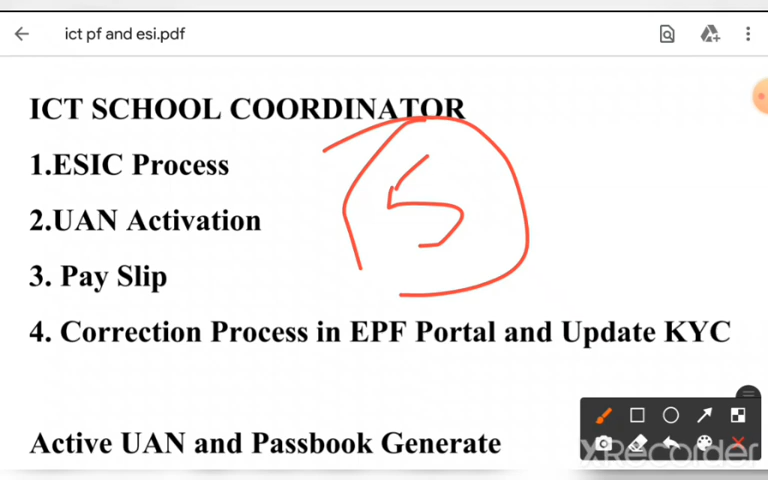 ict pf and esi.pdf
ICT SCHOOL COORDINATOR
1.ESIC Process
5
2.UAN Activation
3. Pay Slip
4. Correction Process in EPF Portal and Update KYC
Active UAN and Passbook Generate
XRecorder